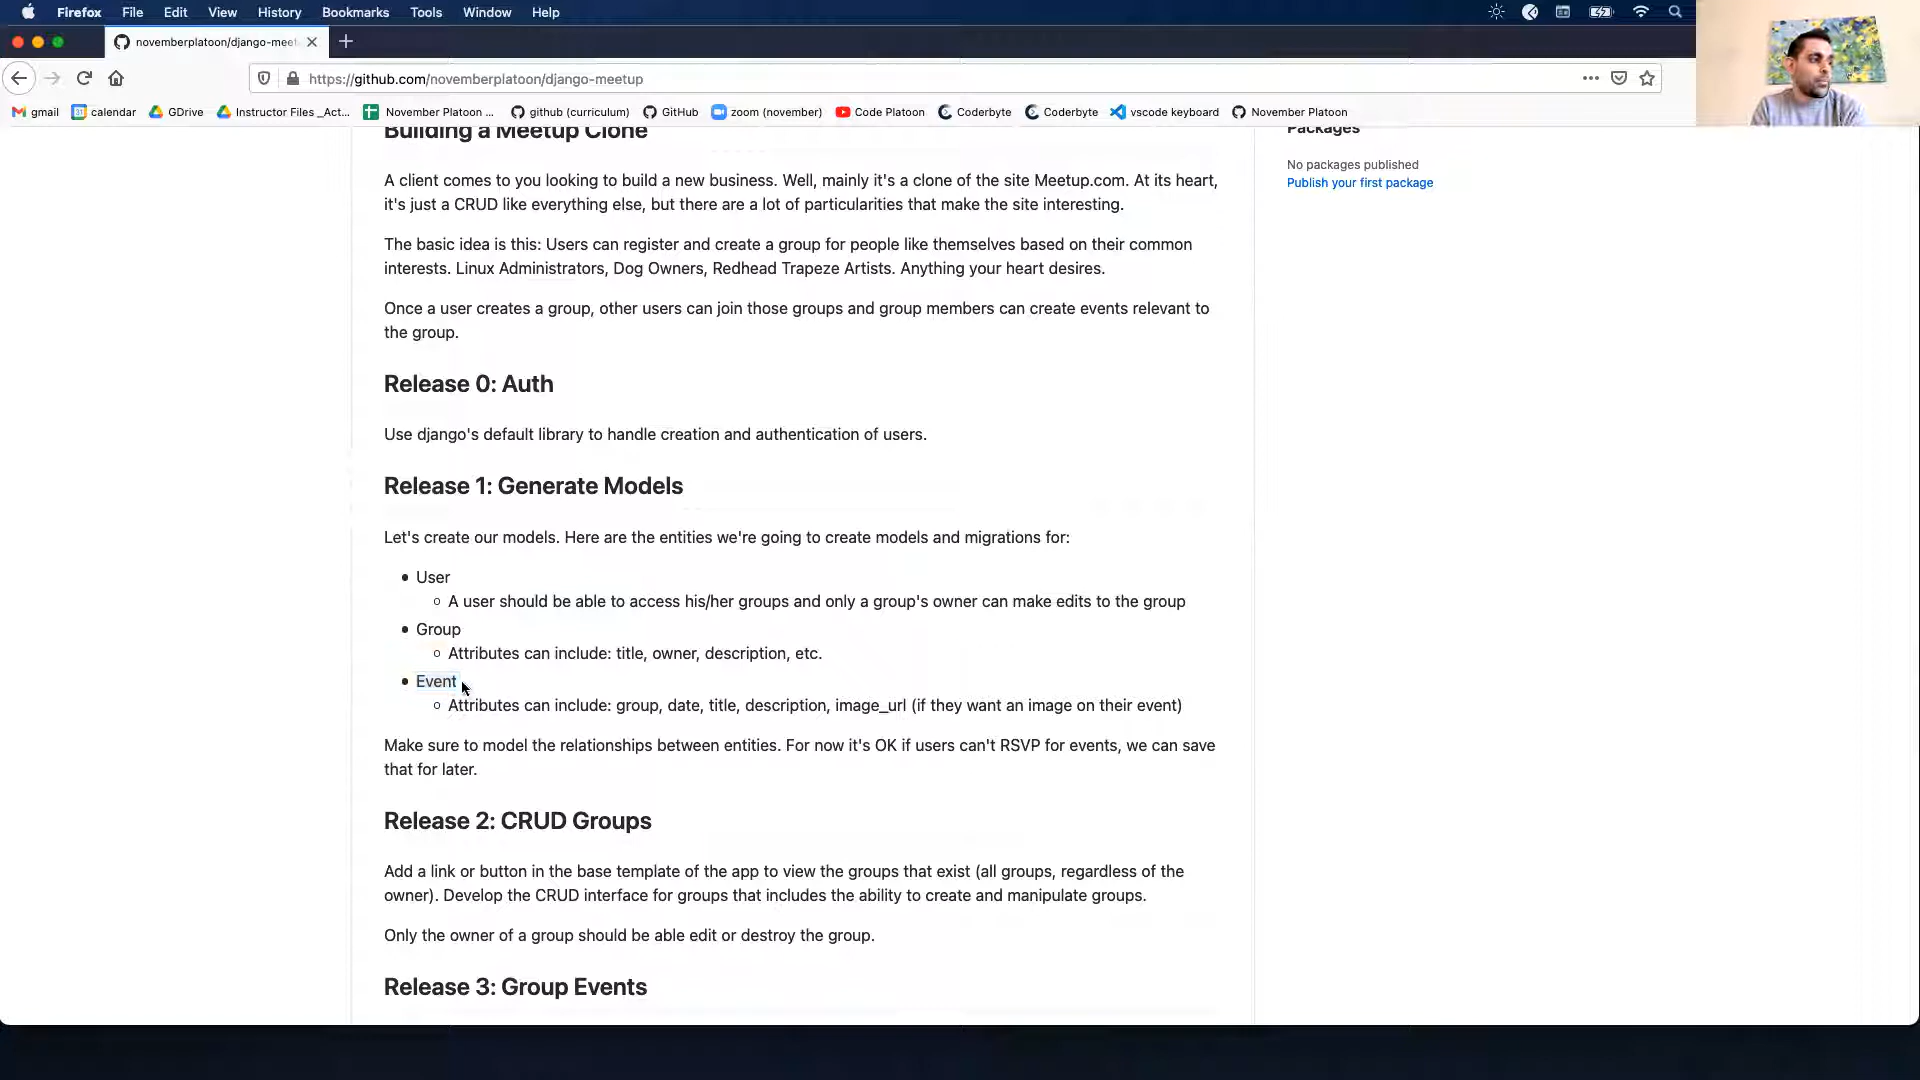 Firefox File Edit View History Bookmarks Tools Window Help
novemberplatoon/django-meet
https://github.com/novemberplatoon/django-meetup
gmail calendar GDrive Instructor Files _Act... November Platoon ... github (curriculum) GitHub zoom (november) Code Platoon Coderbyte Coderbyte vscode keyboard November Platoon
Building a Meetup Clone
A client comes to you looking to build a new business. Well, mainly it's a clone of the site Meetup.com. At its heart,
it's just a CRUD like everything else, but there are a lot of particularities that make the site interesting.
The basic idea is this: Users can register and create a group for people like themselves based on their common
interests. Linux Administrators, Dog Owners, Redhead Trapeze Artists. Anything your heart desires.
Once a user creates a group, other users can join those groups and group members can create events relevant to
the group.
Release 0: Auth
Use django's default library to handle creation and authentication of users.
Release 1: Generate Models
Let's create our models. Here are the entities we're going to create models and migrations for:
User
A user should be able to access his/her groups and only a group's owner can make edits to the group
Group
Attributes can include: title, owner, description, etc.
Event
Attributes can include: group, date, title, description, image_url (if they want an image on their event)
Make sure to model the relationships between entities. For now it's OK if users can't RSVP for events, we can save
that for later.
Release 2: CRUD Groups
Add a link or button in the base template of the app to view the groups that exist (all groups, regardless of the
owner). Develop the CRUD interface for groups that includes the ability to create and manipulate groups.
Only the owner of a group should be able edit or destroy the group.
Release 3: Group Events
Packages
No packages published
Publish your first package